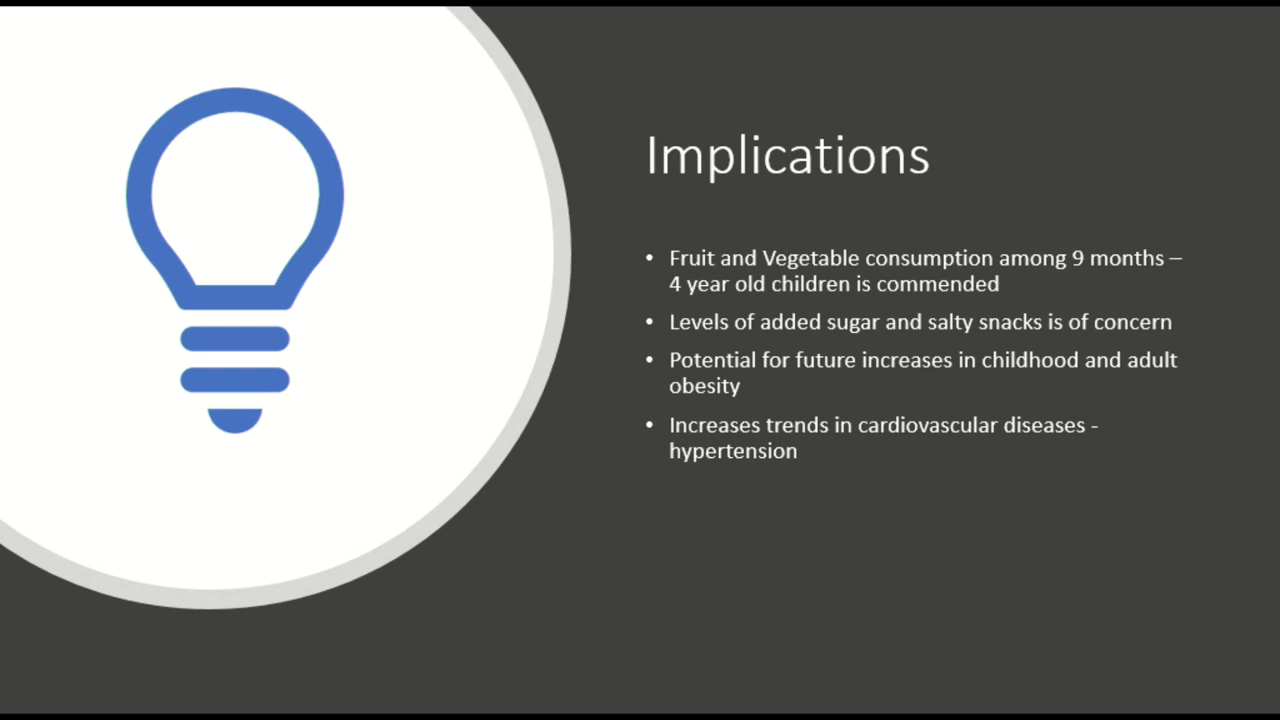 Implications
• Fruit and Vegetable consumption among 9 months –
4 year old children is commended
• Levels of added sugar and salty snacks is of concern
• Potential for future increases in childhood and adult
obesity
• Increases trends in cardiovascular diseases -
hypertension